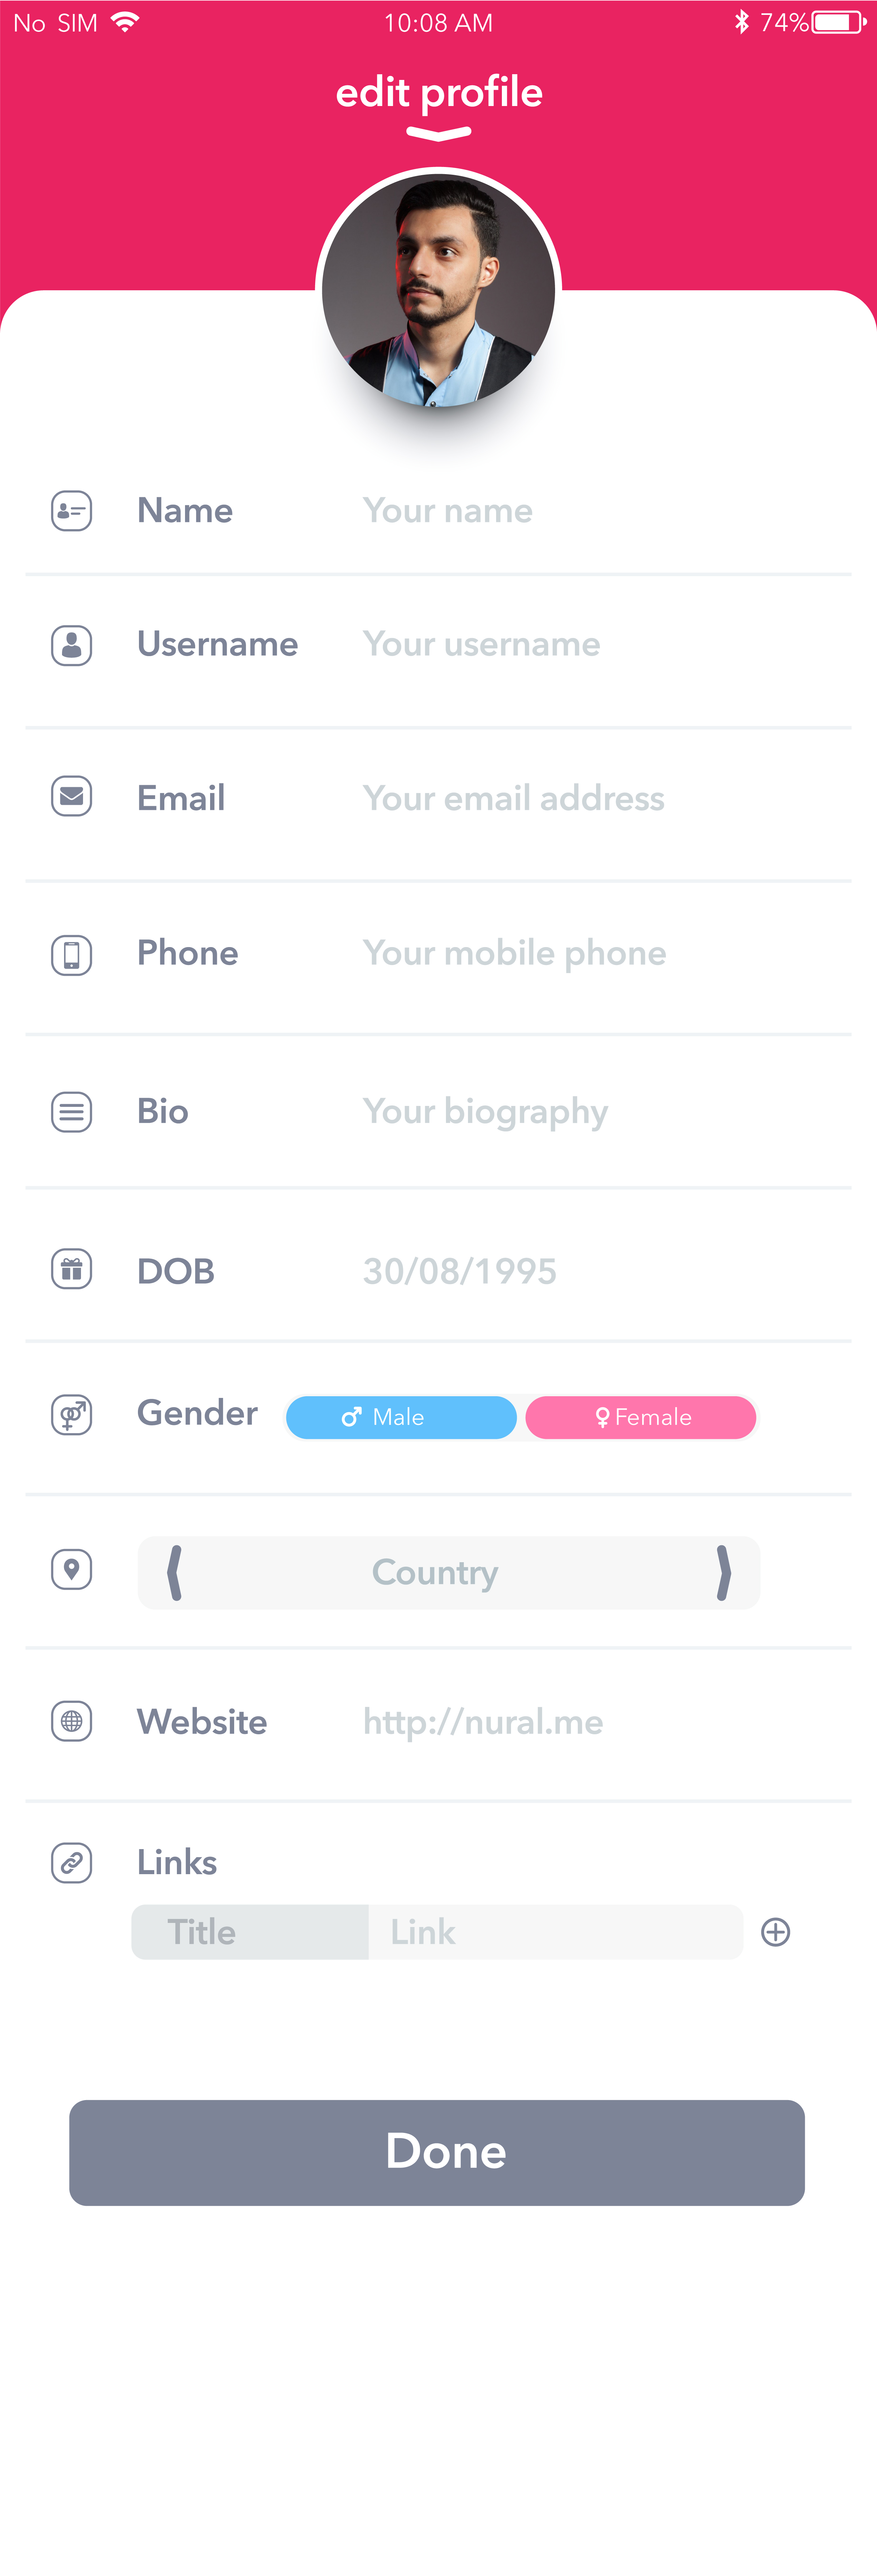 No SIM 10:08 AM 74%
edit profile
Name Your name
Username Your username
Email Your email address
Phone Your mobile phone
Bio Your biography
DOB 30/08/1995
Gender Male Female
Country
Website http://nural.me
Links
Title Link
Done